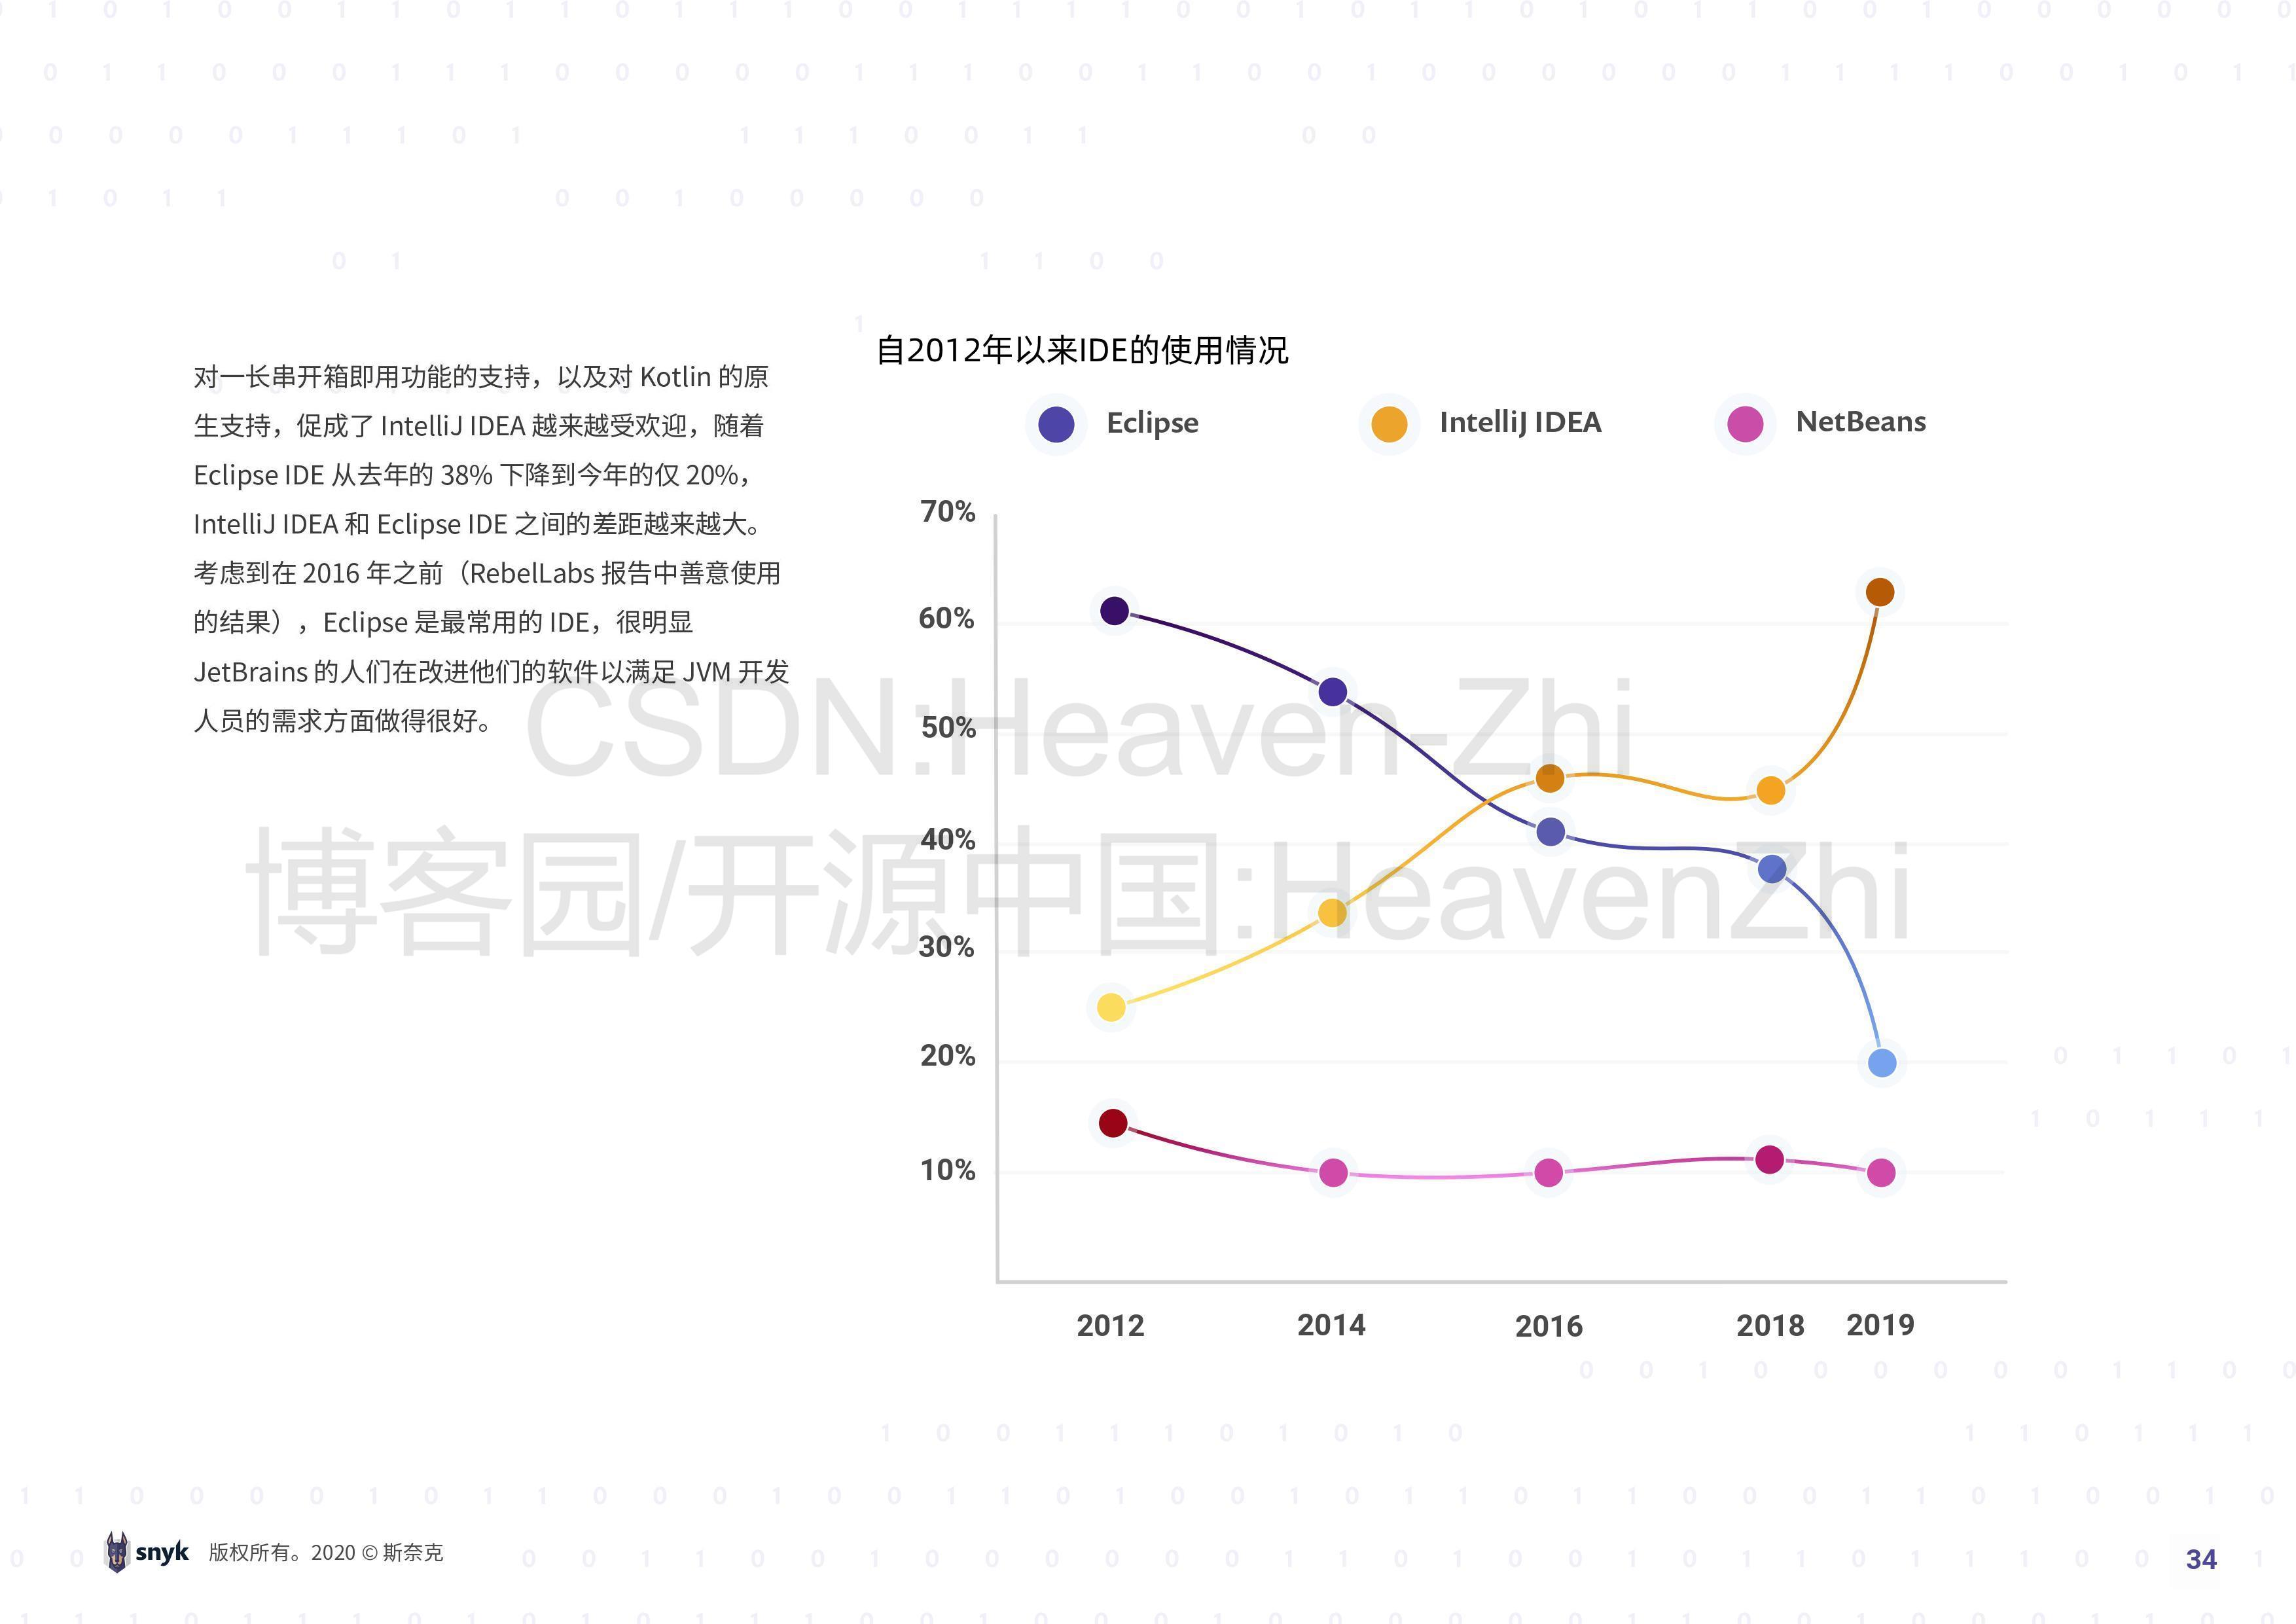 对一长串开箱即用功能的支持，以及对 Kotlin 的原
生支持，促成了 IntelliJ IDEA 越来越受欢迎，随着
Eclipse IDE 从去年的 38% 下降到今年的仅 20%，
IntelliJ IDEA 和 Eclipse IDE 之间的差距越来越大。
考虑到在 2016 年之前（RebelLabs 报告中善意使用
的结果），Eclipse 是最常用的 IDE，很明显
JetBrains 的人们在改进他们的软件以满足 JVM 开发
人员的需求方面做得很好。
自2012年以来IDE的使用情况
Eclipse
IntelliJ IDEA
NetBeans
70%
60%
50%
40%
30%
20%
10%
2012
2014
2016
2018
2019
CSDN:Heaven-Zhi
博客园/开源中国:HeavenZhi
snyk
版权所有。2020 © 斯奈克
34